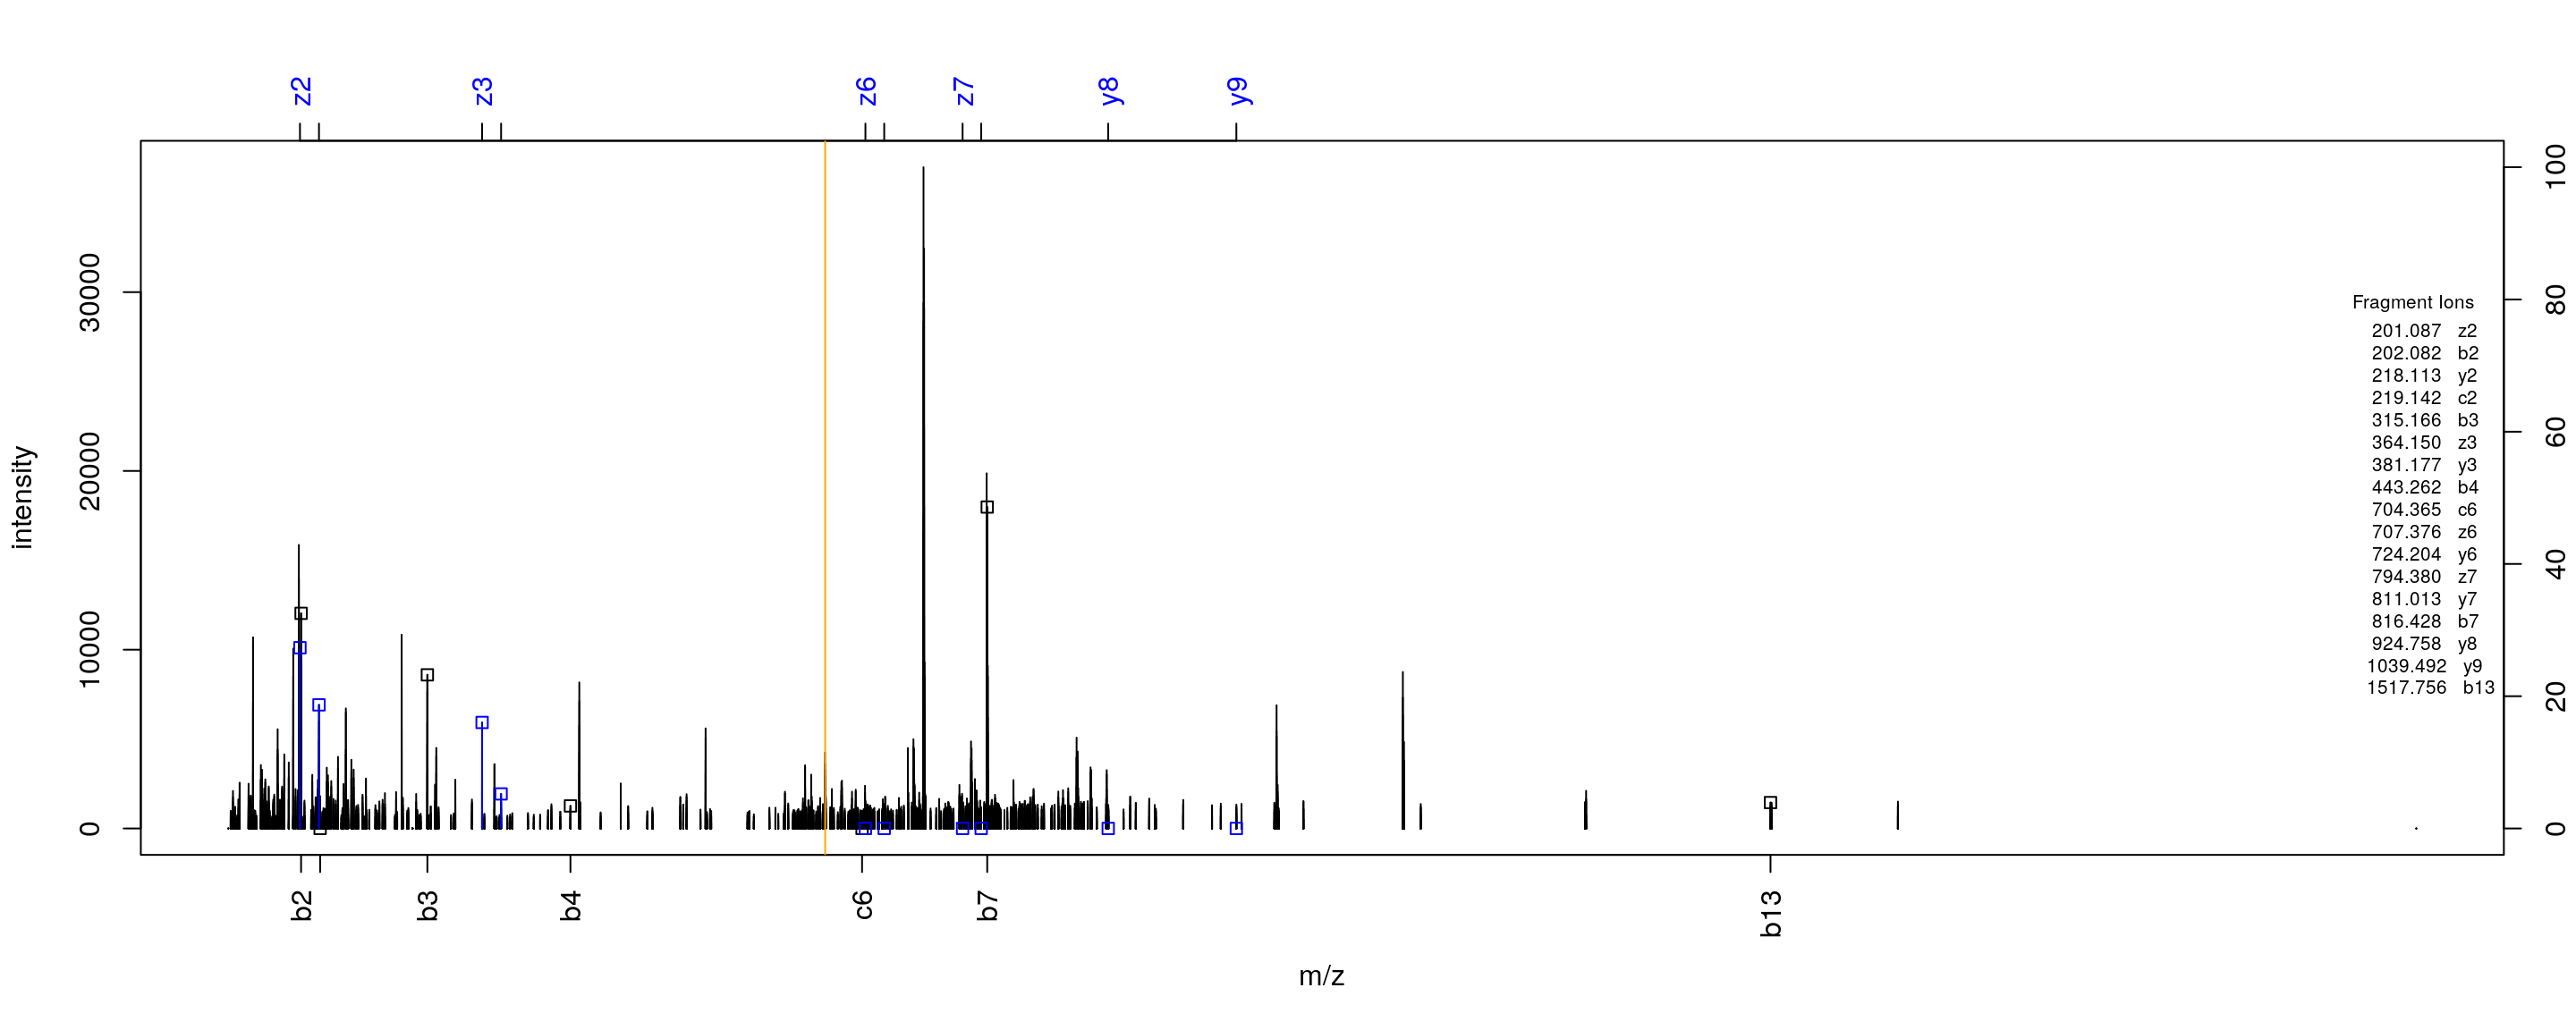 z2 z3 z6 z7 y8 y9
100
80
60
40
20
0
30000
20000
10000
0
intensity
Fragment Ions
201.087 z2
202.082 b2
218.113 y2
219.142 c2
315.166 b3
364.150 z3
381.177 y3
443.262 b4
704.365 c6
707.376 z6
724.204 y6
794.380 z7
811.013 y7
816.428 b7
924.758 y8
1039.492 y9
1517.756 b13
b2 b3 b4 c6 b7 b13
m/z